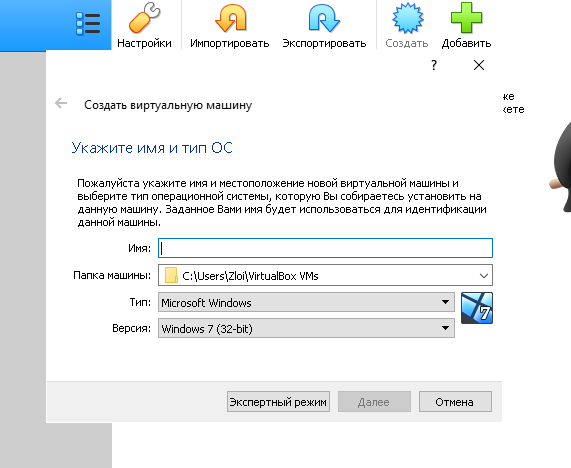 Настройки Импортировать Экспортировать Создать Добавить
?
же
жете
Создать виртуальную машину
Укажите имя и тип ОС
Пожалуйста укажите имя и местоположение новой виртуальной машины и
выберите тип операционной системы, которую Вы собираетесь установить на
данную машину. Заданное Вами имя будет использоваться для идентификации
данной машины.
Имя:
Папка машины: C:\Users\Zloi\VirtualBox VMs
Тип: Microsoft Windows
7
Версия: Windows 7 (32-bit)
Экспертный режим Далее Отмена